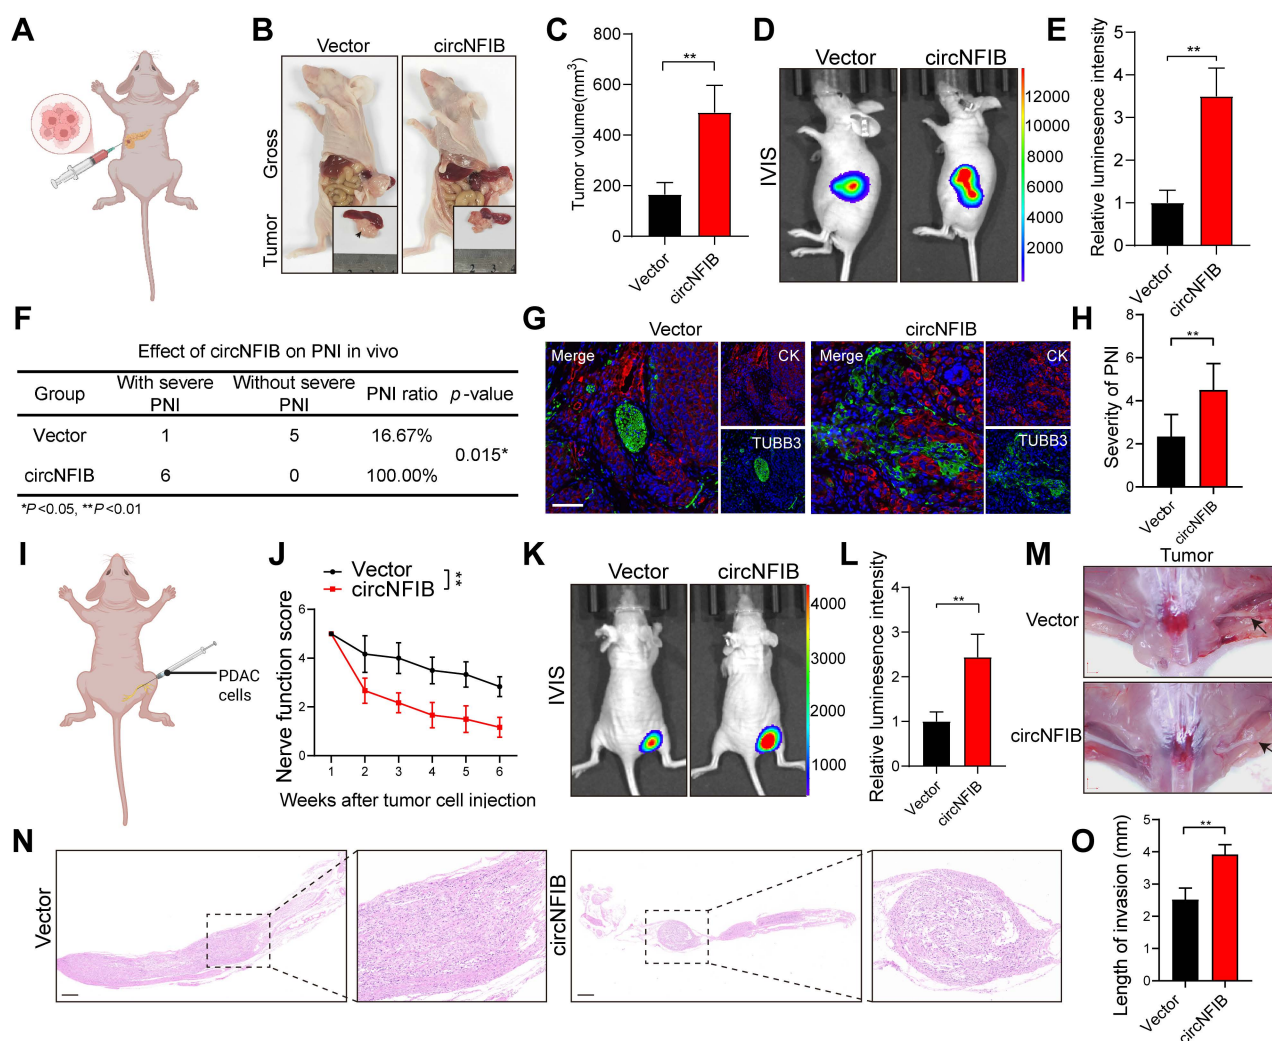 A
B
Vector
circNFIB
Gross
Tumor
C
Tumor volume(mm³)
800
600
400
200
0
**
Vector
circNFIB
D
Vector
circNFIB
IVIS
12000
10000
8000
6000
4000
2000
E
Relative luminesence intensity
5
4
3
2
1
0
**
Vector
circNFIB
F
Effect of circNFIB on PNI in vivo
Group With severe PNI Without severe PNI PNI ratio p-value
Vector 1 5 16.67%
0.015*
circNFIB 6 0 100.00%
*P<0.05, **P<0.01
G
Vector
circNFIB
Merge
CK
TUBB3
Merge
CK
TUBB3
H
Severity of PNI
8
6
4
2
0
**
Vector
circNFIB
I
PDAC
cells
J
Vector
circNFIB
**
Nerve function score
6
4
2
0
1 2 3 4 5 6
Weeks after tumor cell injection
K
Vector
circNFIB
IVIS
4000
3000
2000
1000
L
Relative luminesence intensity
4
3
2
1
0
**
Vector
circNFIB
M
Tumor
Vector
circNFIB
N
Vector
circNFIB
O
Length of invasion (mm)
5
4
3
2
1
0
**
Vector
circNFIB